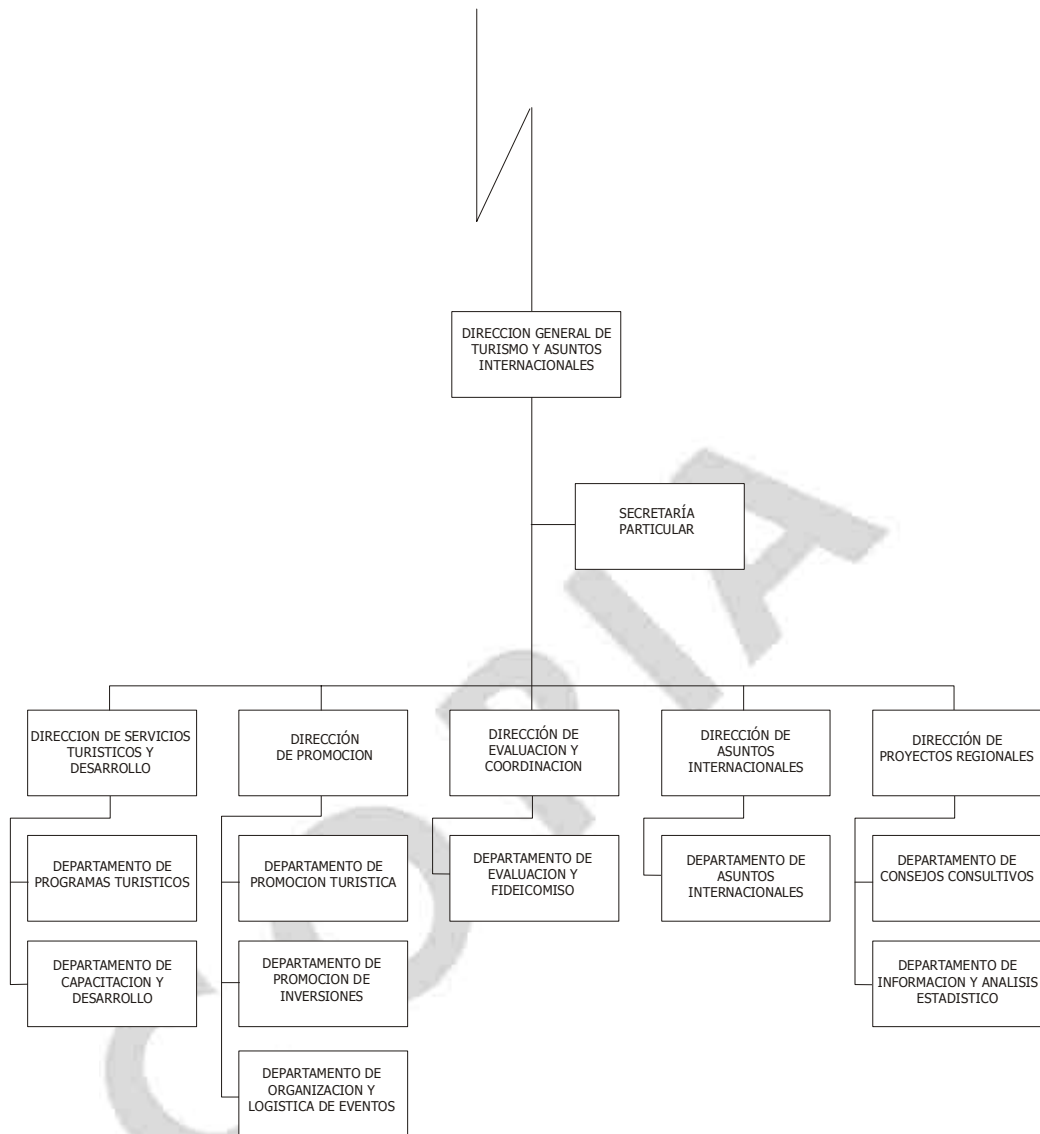 DIRECCION GENERAL DE
TURISMO Y ASUNTOS
INTERNACIONALES
SECRETARÍA
PARTICULAR
DIRECCION DE SERVICIOS
TURISTICOS Y
DESARROLLO
DIRECCIÓN
DE PROMOCION
DIRECCIÓN DE
EVALUACION Y
COORDINACION
DIRECCIÓN DE
ASUNTOS
INTERNACIONALES
DIRECCIÓN DE
PROYECTOS REGIONALES
DEPARTAMENTO DE
PROGRAMAS TURISTICOS
DEPARTAMENTO DE
PROMOCION TURISTICA
DEPARTAMENTO DE
EVALUACION Y
FIDEICOMISO
DEPARTAMENTO DE
ASUNTOS
INTERNACIONALES
DEPARTAMENTO DE
CONSEJOS CONSULTIVOS
DEPARTAMENTO DE
CAPACITACION Y
DESARROLLO
DEPARTAMENTO DE
PROMOCION DE
INVERSIONES
DEPARTAMENTO DE
INFORMACION Y ANALISIS
ESTADISTICO
DEPARTAMENTO DE
ORGANIZACION Y
LOGISTICA DE EVENTOS
COPIA